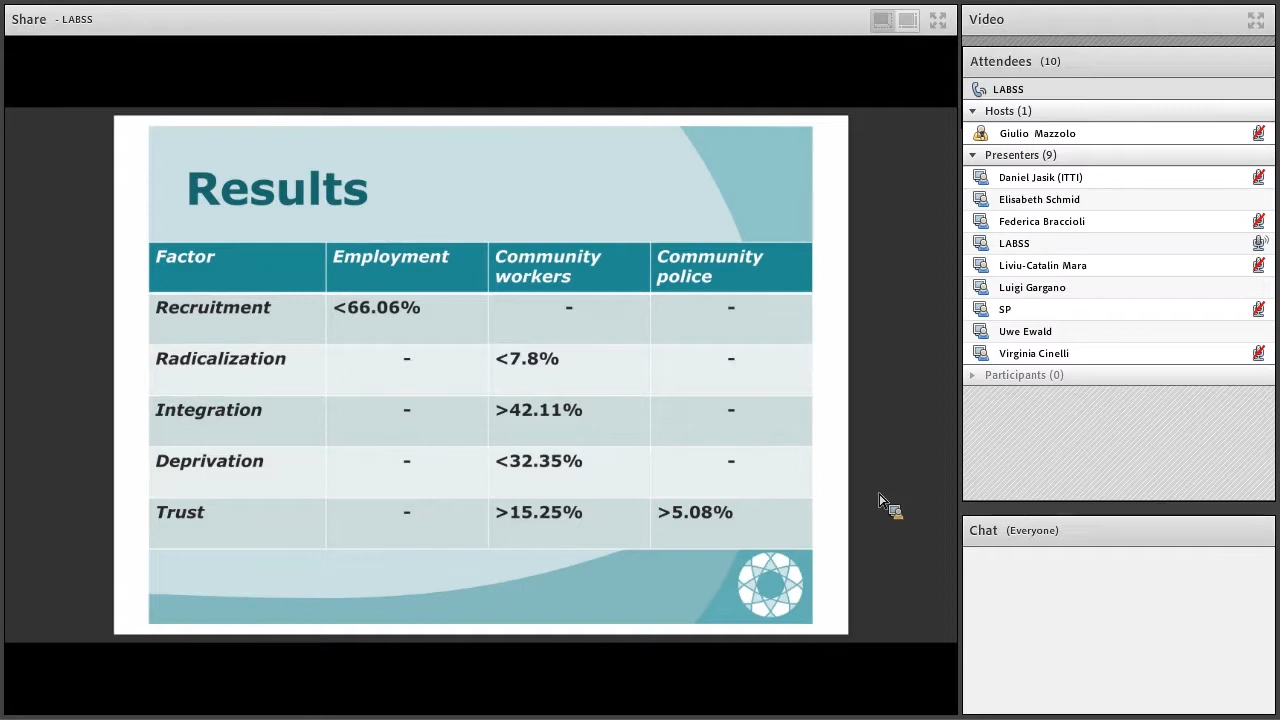 Share - LABSS
Results
Factor Employment Community workers Community police
Recruitment <66.06% - -
Radicalization - <7.8% -
Integration - >42.11% -
Deprivation - <32.35% -
Trust - >15.25% >5.08%
Video
Attendees (10)
LABSS
Hosts (1)
Giulio Mazzolo
Presenters (9)
Daniel Jasik (ITTI)
Elisabeth Schmid
Federica Braccioli
LABSS
Liviu-Catalin Mara
Luigi Gargano
SP
Uwe Ewald
Virginia Cinelli
Participants (0)
Chat (Everyone)